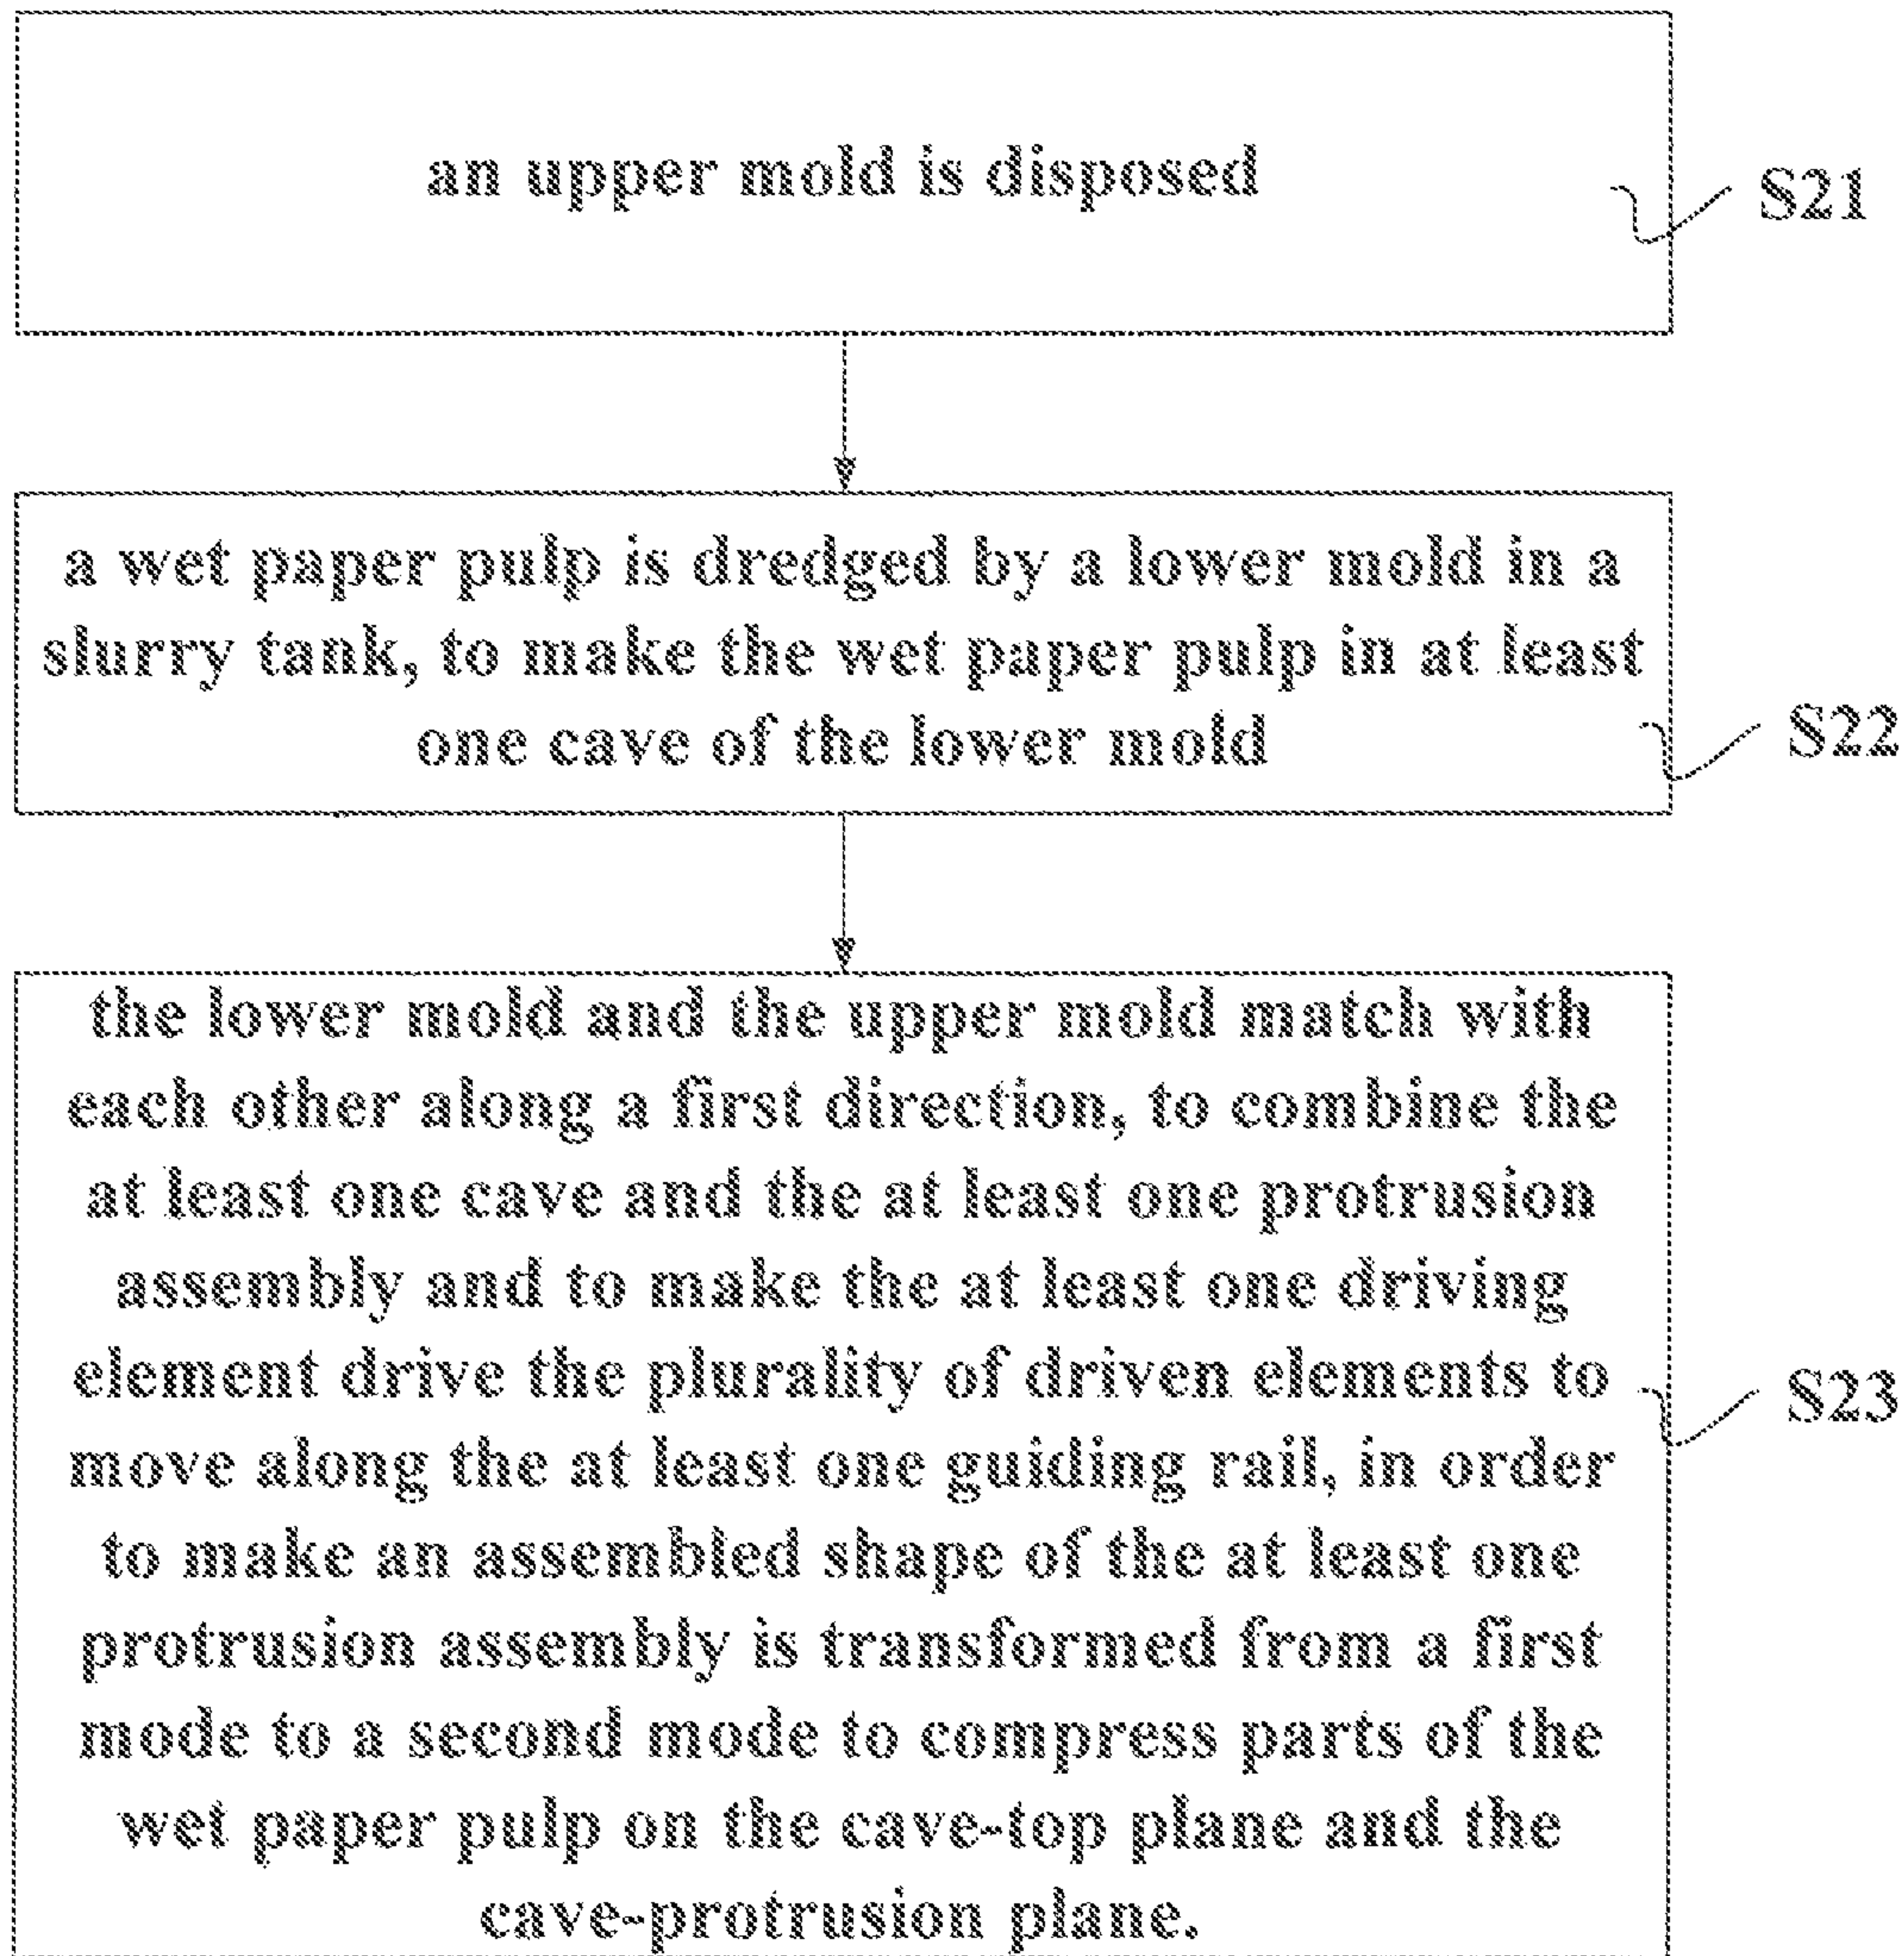 an upper mold is disposed
S21
a wet paper pulp is dredged by a lower mold in a
slurry tank, to make the wet paper pulp in at least
one cave of the lower mold
S22
the lower mold and the upper mold match with
each other along a first direction, to combine the
at least one cave and the at least one protrusion
assembly and to make the at least one driving
element drive the plurality of driven elements to
move along the at least one guiding rail, in order
to make an assembled shape of the at least one
protrusion assembly is transformed from a first
mode to a second mode to compress parts of the
wet paper pulp on the cave-top plane and the
cave-protrusion plane.
S23